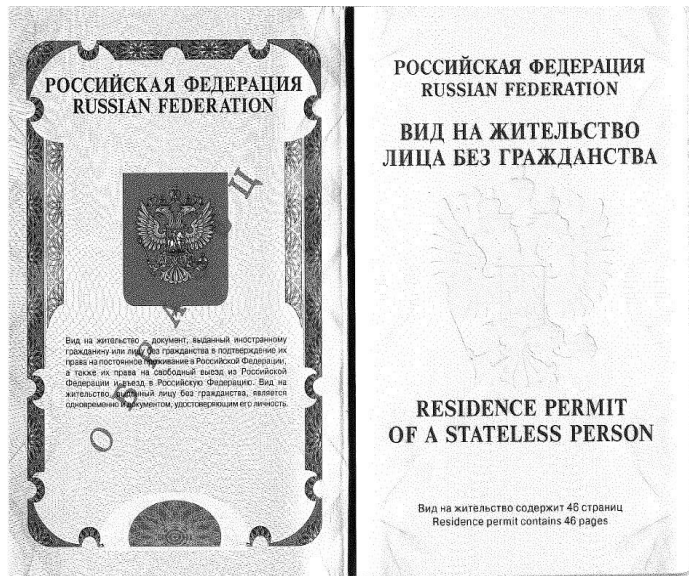 РОССИЙСКАЯ ФЕДЕРАЦИЯ
RUSSIAN FEDERATION
ОБРАЗЕЦ
Вид на жительство – документ, выданный иностранному
гражданину или лицу без гражданства в подтверждение их
права на постоянное проживание в Российской Федерации,
а также их права на свободный выезд из Российской
Федерации и въезд в Российскую Федерацию. Вид на
жительство, выданный лицу без гражданства, является
одновременно и документом, удостоверяющим его личность.
РОССИЙСКАЯ ФЕДЕРАЦИЯ
RUSSIAN FEDERATION
ВИД НА ЖИТЕЛЬСТВО
ЛИЦА БЕЗ ГРАЖДАНСТВА
RESIDENCE PERMIT
OF A STATELESS PERSON
Вид на жительство содержит 46 страниц
Residence permit contains 46 pages